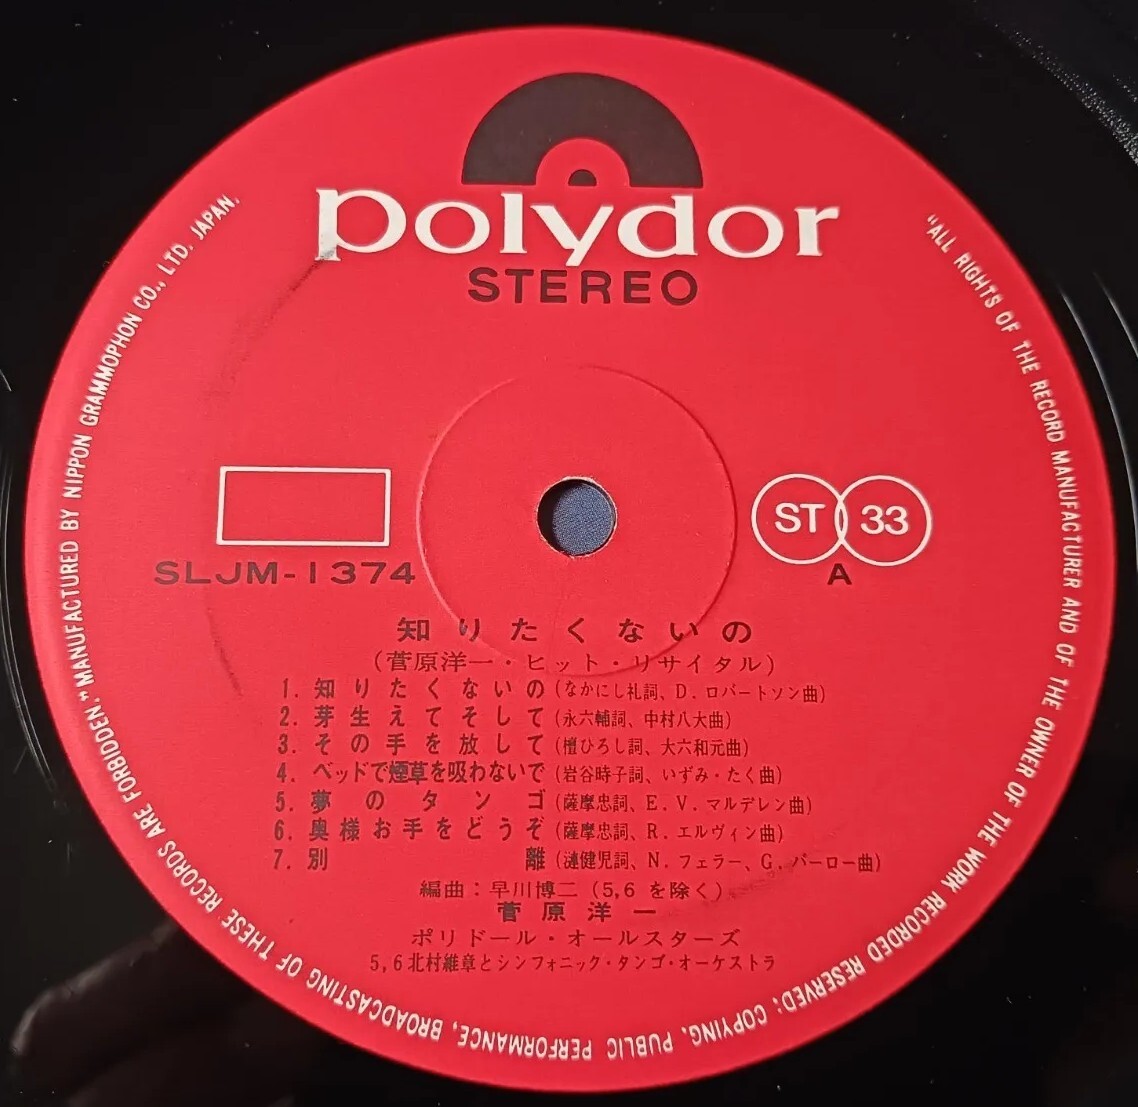 polydor
STEREO
"ALL RIGHTS OF THE RECORD MANUFACTURER AND OF THE OWNER OF THE WORK RECORDED RESERVED; COPYING, PUBLIC PERFORMANCE, BROADCASTING OF THESE RECORDS ARE FORBIDDEN." MANUFACTURED BY NIPPON GRAMMOPHON CO., LTD. JAPAN.
ST 33
SLJM-1374
A
知りたくないの
(菅原洋一・ヒット・リサイタル)
1. 知りたくないの (なかにし礼詞、D. ロバートソン曲)
2. 芽生えてそして (永六輔詞、中村八大曲)
3. その手を放して (檀ひろし詞、大六和元曲)
4. ベッドで煙草を吸わないで (岩谷時子詞、いずみ・たく曲)
5. 夢のタンゴ (薩摩忠詞、E. V. マルデレン曲)
6. 奥様お手をどうぞ (薩摩忠詞、R. エルヴィン曲)
7. 別離 (漣健児詞、N. フェラー、G. バーロー曲)
編曲：早川博二 (5,6 を除く)
菅原洋一
ポリドール・オールスターズ
5,6 北村維章とシンフォニック・タンゴ・オーケストラ